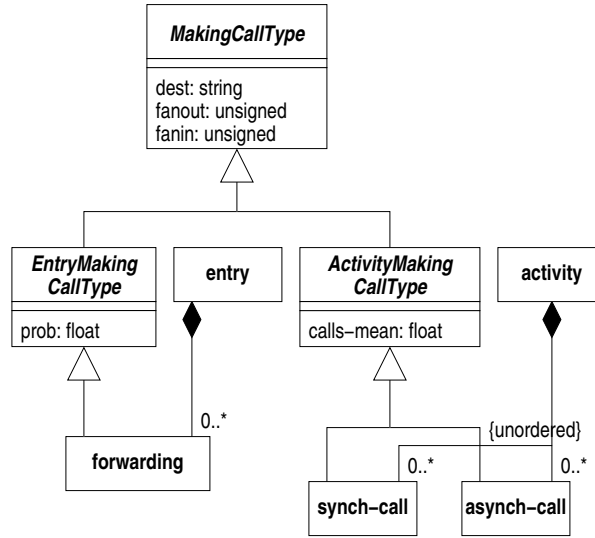 MakingCallType
dest: string
fanout: unsigned
fanin: unsigned
EntryMaking
CallType
prob: float
entry
ActivityMaking
CallType
calls−mean: float
activity
0..*
forwarding
{unordered}
0..*
0..*
synch−call
asynch−call